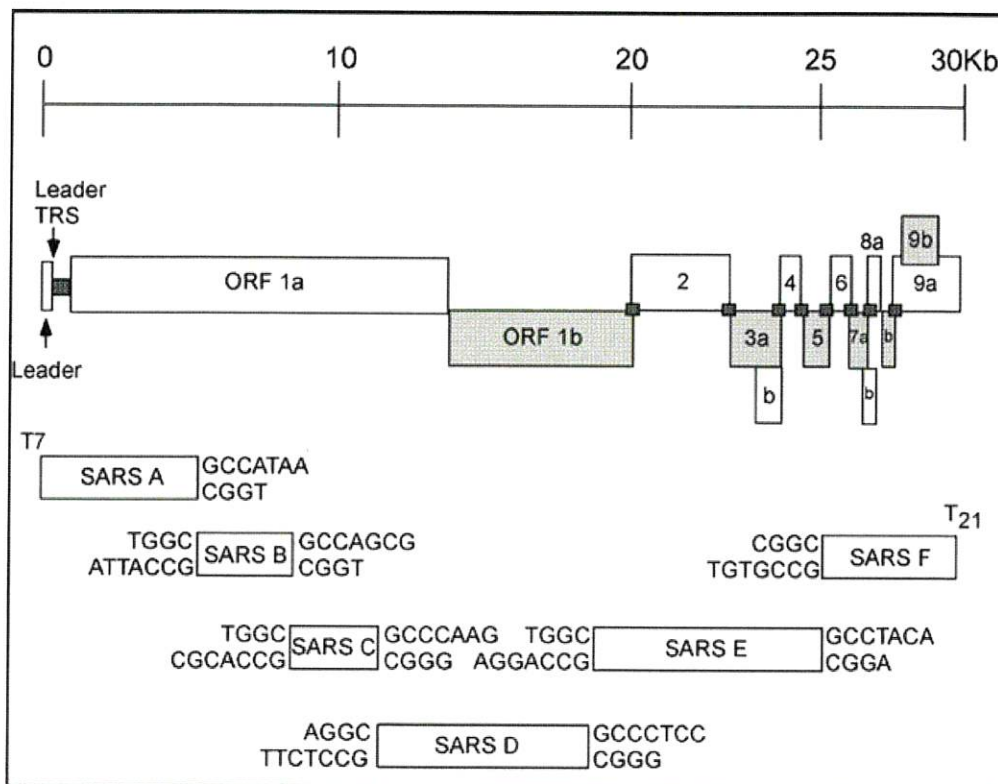 0 10 20 25 30Kb
Leader
TRS
ORF 1a
ORF 1b
2
3a
b
4
5
6
7a
b
8a
b
9b
9a
Leader
T7
SARS A
GCCATAA
CGGT
TGGC
ATTACCG
SARS B
GCCAGCG
CGGT
T21
CGGC
TGTGCCG
SARS F
TGGC
CGCACCG
SARS C
GCCCAAG
CGGG
TGGC
AGGACCG
SARS E
GCCTACA
CGGA
AGGC
TTCTCCG
SARS D
GCCCTCC
CGGG